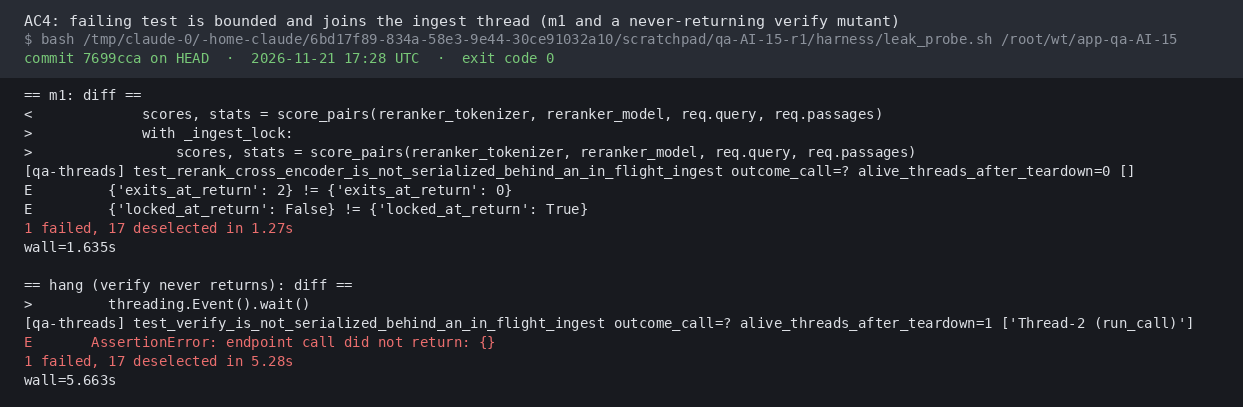 AC4: failing test is bounded and joins the ingest thread (m1 and a never-returning verify mutant)
$ bash /tmp/claude-0/-home-claude/6bd17f89-834a-58e3-9e44-30ce91032a10/scratchpad/qa-AI-15-r1/harness/leak_probe.sh /root/wt/app-qa-AI-15
commit 7699cca on HEAD  ·  2026-11-21 17:28 UTC  ·  exit code 0
== m1: diff ==
<             scores, stats = score_pairs(reranker_tokenizer, reranker_model, req.query, req.passages)
>             with _ingest_lock:
>                 scores, stats = score_pairs(reranker_tokenizer, reranker_model, req.query, req.passages)
[qa-threads] test_rerank_cross_encoder_is_not_serialized_behind_an_in_flight_ingest outcome_call=? alive_threads_after_teardown=0 []
E         {'exits_at_return': 2} != {'exits_at_return': 0}
E         {'locked_at_return': False} != {'locked_at_return': True}
1 failed, 17 deselected in 1.27s
wall=1.635s
== hang (verify never returns): diff ==
>         threading.Event().wait()
[qa-threads] test_verify_is_not_serialized_behind_an_in_flight_ingest outcome_call=? alive_threads_after_teardown=1 ['Thread-2 (run_call)']
E       AssertionError: endpoint call did not return: {}
1 failed, 17 deselected in 5.28s
wall=5.663s